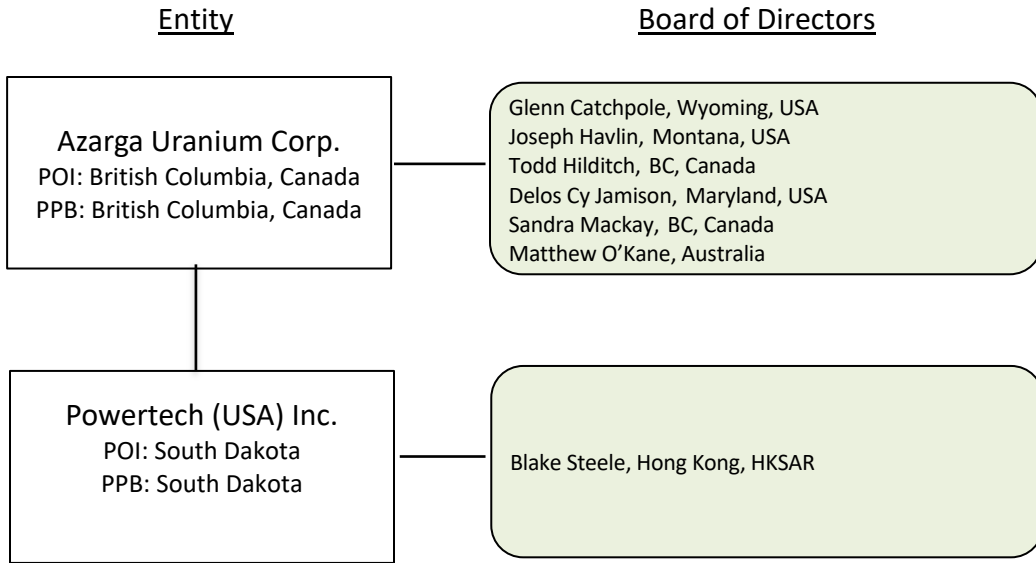 Entity
Board of Directors
Azarga Uranium Corp.
POI: British Columbia, Canada
PPB: British Columbia, Canada
Glenn Catchpole, Wyoming, USA
Joseph Havlin, Montana, USA
Todd Hilditch, BC, Canada
Delos Cy Jamison, Maryland, USA
Sandra Mackay, BC, Canada
Matthew O’Kane, Australia
Powertech (USA) Inc.
POI: South Dakota
PPB: South Dakota
Blake Steele, Hong Kong, HKSAR